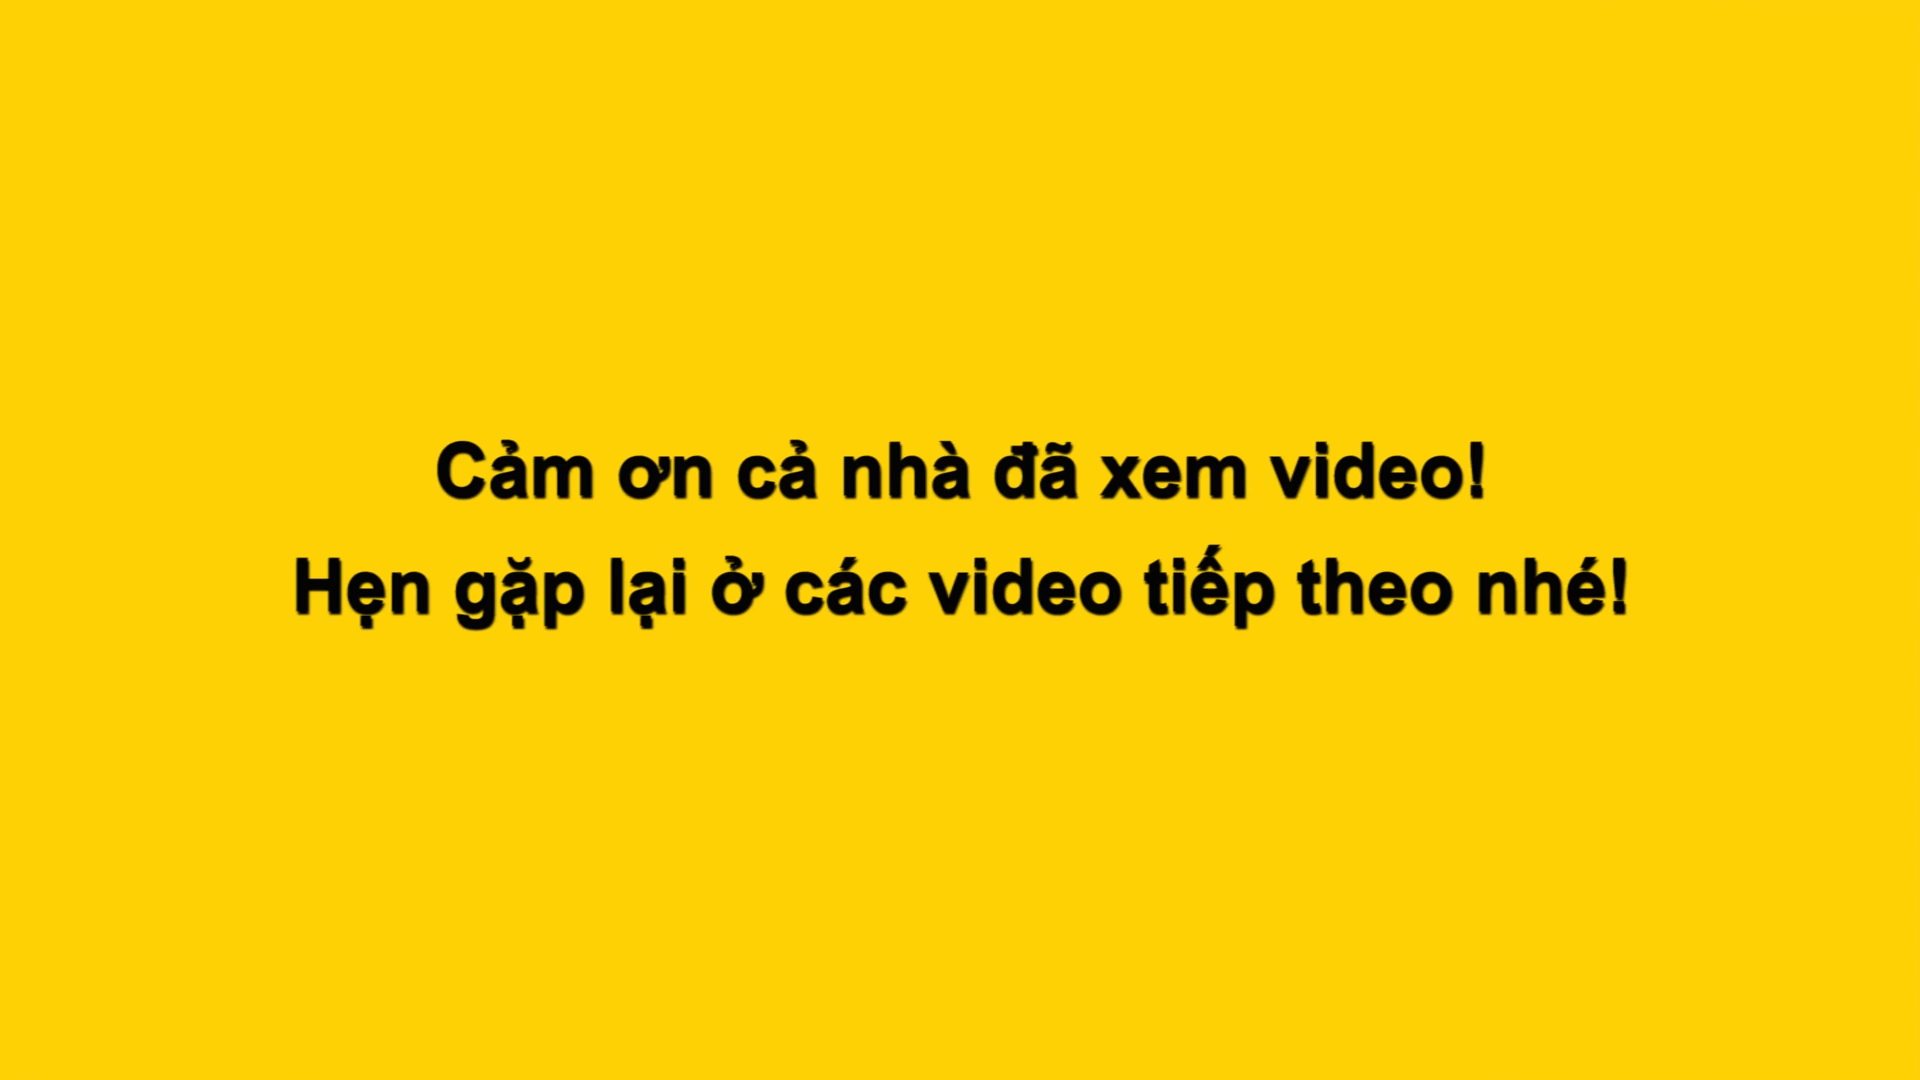 Cảm ơn cả nhà đã xem video!
Hẹn gặp lại ở các video tiếp theo nhé!